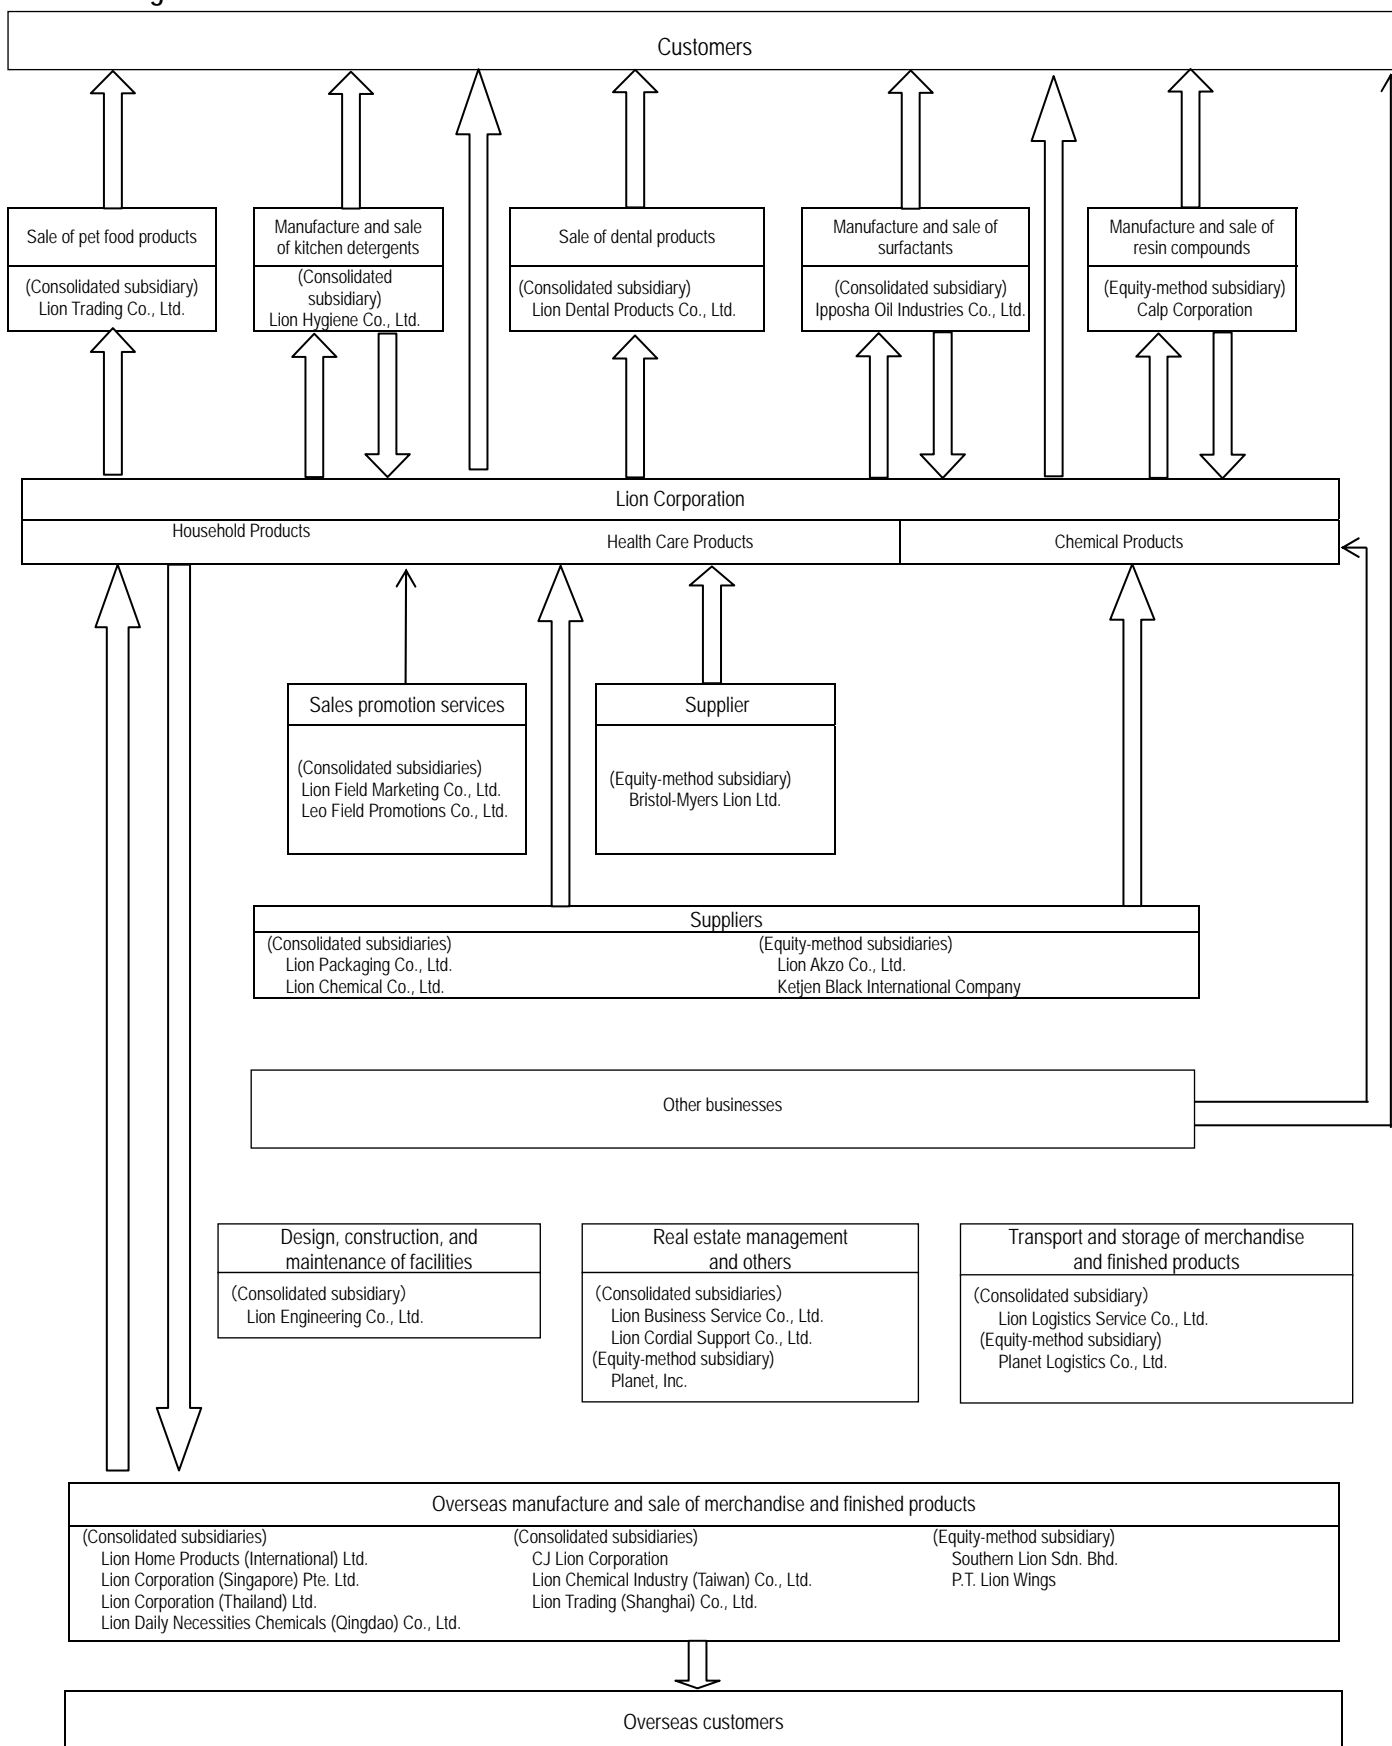 Customers
Sale of pet food products
(Consolidated subsidiary)
Lion Trading Co., Ltd.
Manufacture and sale
of kitchen detergents
(Consolidated
subsidiary)
Lion Hygiene Co., Ltd.
Sale of dental products
(Consolidated subsidiary)
Lion Dental Products Co., Ltd.
Manufacture and sale of
surfactants
(Consolidated subsidiary)
Ipposha Oil Industries Co., Ltd.
Manufacture and sale of
resin compounds
(Equity-method subsidiary)
Calp Corporation
Lion Corporation
Household Products
Health Care Products
Chemical Products
Sales promotion services
(Consolidated subsidiaries)
Lion Field Marketing Co., Ltd.
Leo Field Promotions Co., Ltd.
Supplier
(Equity-method subsidiary)
Bristol-Myers Lion Ltd.
Suppliers
(Consolidated subsidiaries)
Lion Packaging Co., Ltd.
Lion Chemical Co., Ltd.
(Equity-method subsidiaries)
Lion Akzo Co., Ltd.
Ketjen Black International Company
Other businesses
Design, construction, and
maintenance of facilities
(Consolidated subsidiary)
Lion Engineering Co., Ltd.
Real estate management
and others
(Consolidated subsidiaries)
Lion Business Service Co., Ltd.
Lion Cordial Support Co., Ltd.
(Equity-method subsidiary)
Planet, Inc.
Transport and storage of merchandise
and finished products
(Consolidated subsidiary)
Lion Logistics Service Co., Ltd.
(Equity-method subsidiary)
Planet Logistics Co., Ltd.
Overseas manufacture and sale of merchandise and finished products
(Consolidated subsidiaries)
Lion Home Products (International) Ltd.
Lion Corporation (Singapore) Pte. Ltd.
Lion Corporation (Thailand) Ltd.
Lion Daily Necessities Chemicals (Qingdao) Co., Ltd.
(Consolidated subsidiaries)
CJ Lion Corporation
Lion Chemical Industry (Taiwan) Co., Ltd.
Lion Trading (Shanghai) Co., Ltd.
(Equity-method subsidiary)
Southern Lion Sdn. Bhd.
P.T. Lion Wings
Overseas customers